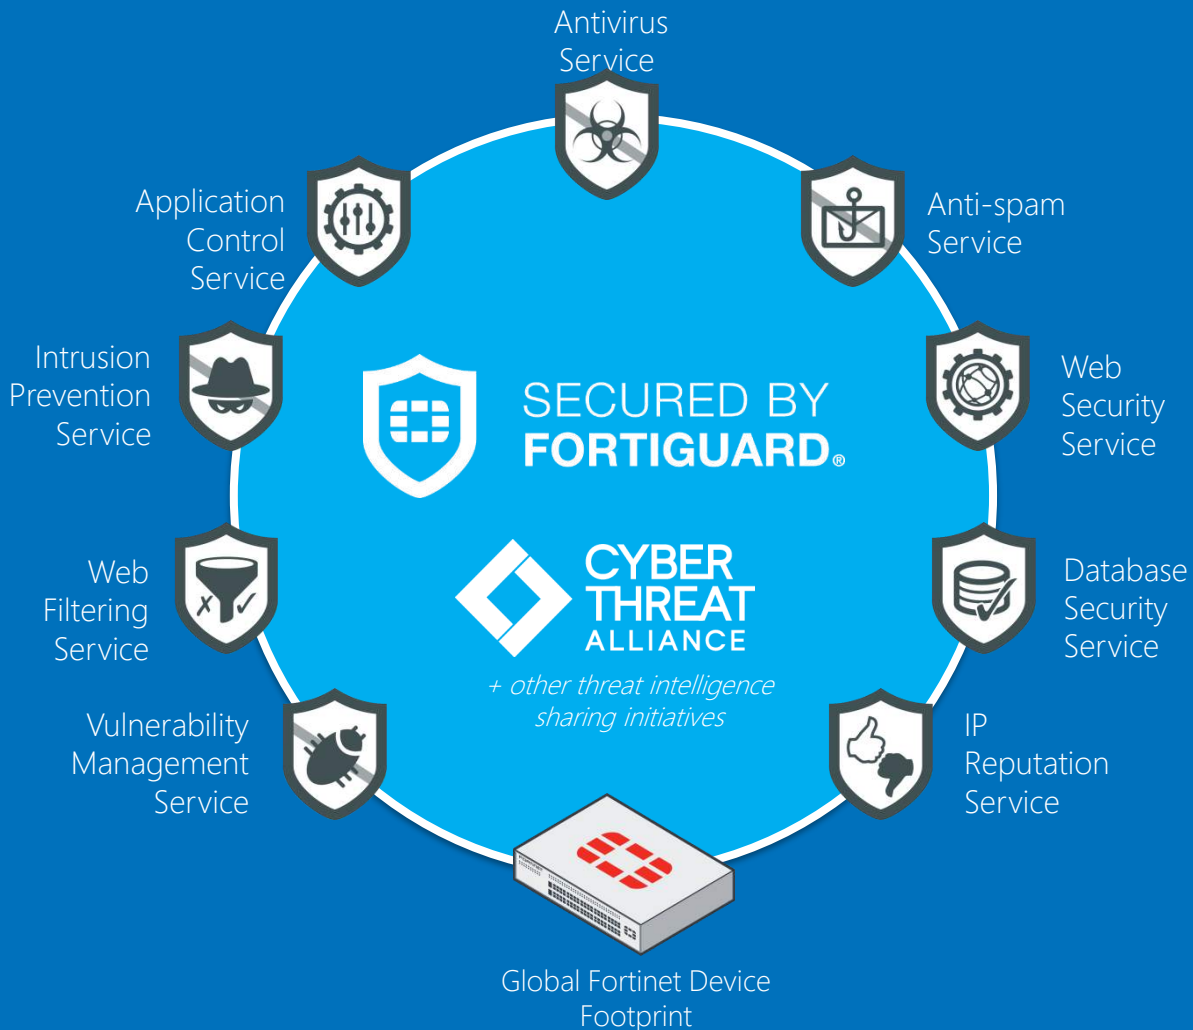 Antivirus
Service
Application
Control
Service
Anti-spam
Service
Intrusion
Prevention
Service
SECURED BY
FORTIGUARD®
Web
Security
Service
Web
Filtering
Service
CYBER
THREAT
ALLIANCE
+ other threat intelligence
sharing initiatives
Database
Security
Service
Vulnerability
Management
Service
IP
Reputation
Service
Global Fortinet Device
Footprint